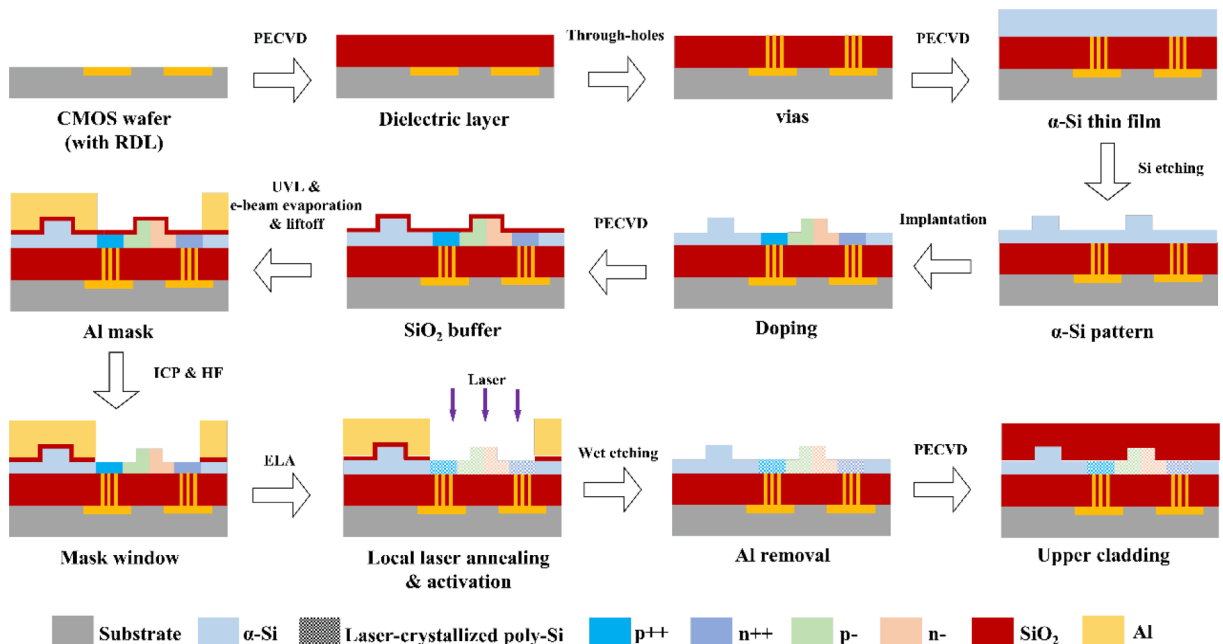 PECVD
Through-holes
PECVD
CMOS wafer
(with RDL)
Dielectric layer
vias
α-Si thin film
Si etching
UVL &
e-beam evaporation
& liftoff
PECVD
Implantation
Al mask
SiO₂ buffer
Doping
α-Si pattern
ICP & HF
Laser
ELA
Wet etching
PECVD
Mask window
Local laser annealing
& activation
Al removal
Upper cladding
Substrate α-Si Laser-crystallized poly-Si p++ n++ p- n- SiO₂ Al